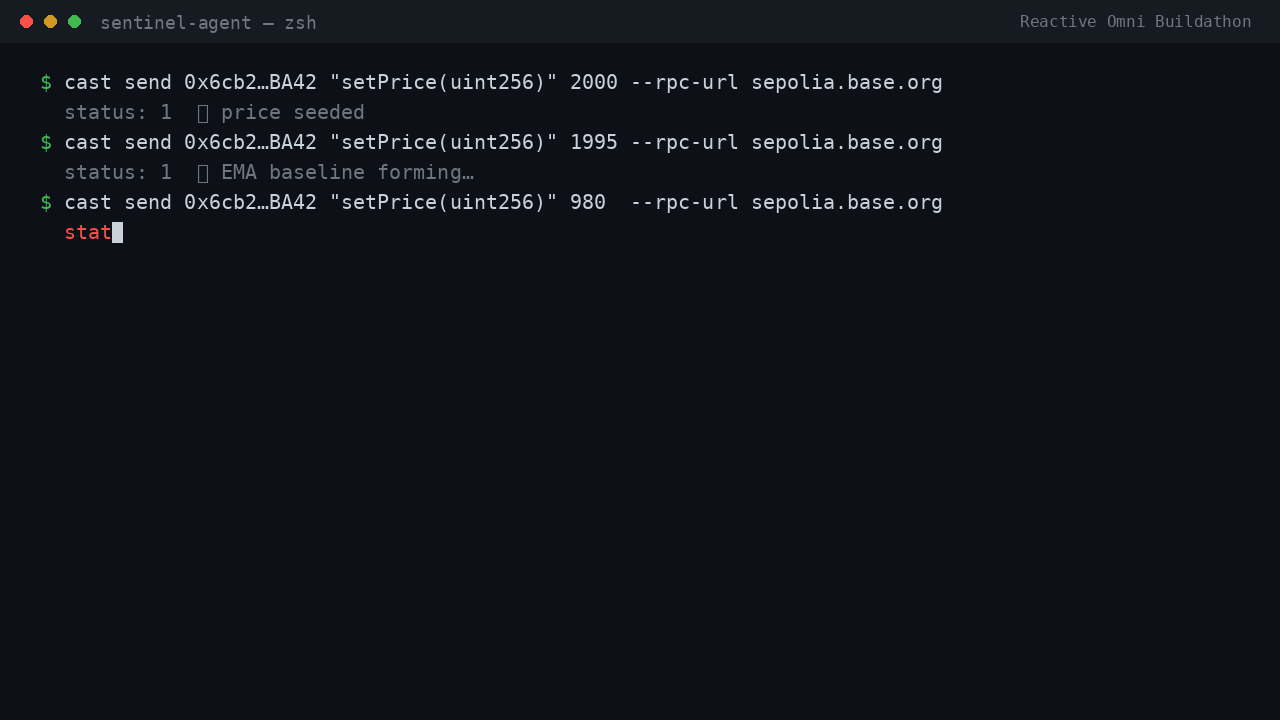 sentinel-agent — zsh
Reactive Omni Buildathon
$ cast send 0x6cb2…BA42 "setPrice(uint256)" 2000 --rpc-url sepolia.base.org
status: 1 ▯ price seeded
$ cast send 0x6cb2…BA42 "setPrice(uint256)" 1995 --rpc-url sepolia.base.org
status: 1 ▯ EMA baseline forming…
$ cast send 0x6cb2…BA42 "setPrice(uint256)" 980 --rpc-url sepolia.base.org
stat